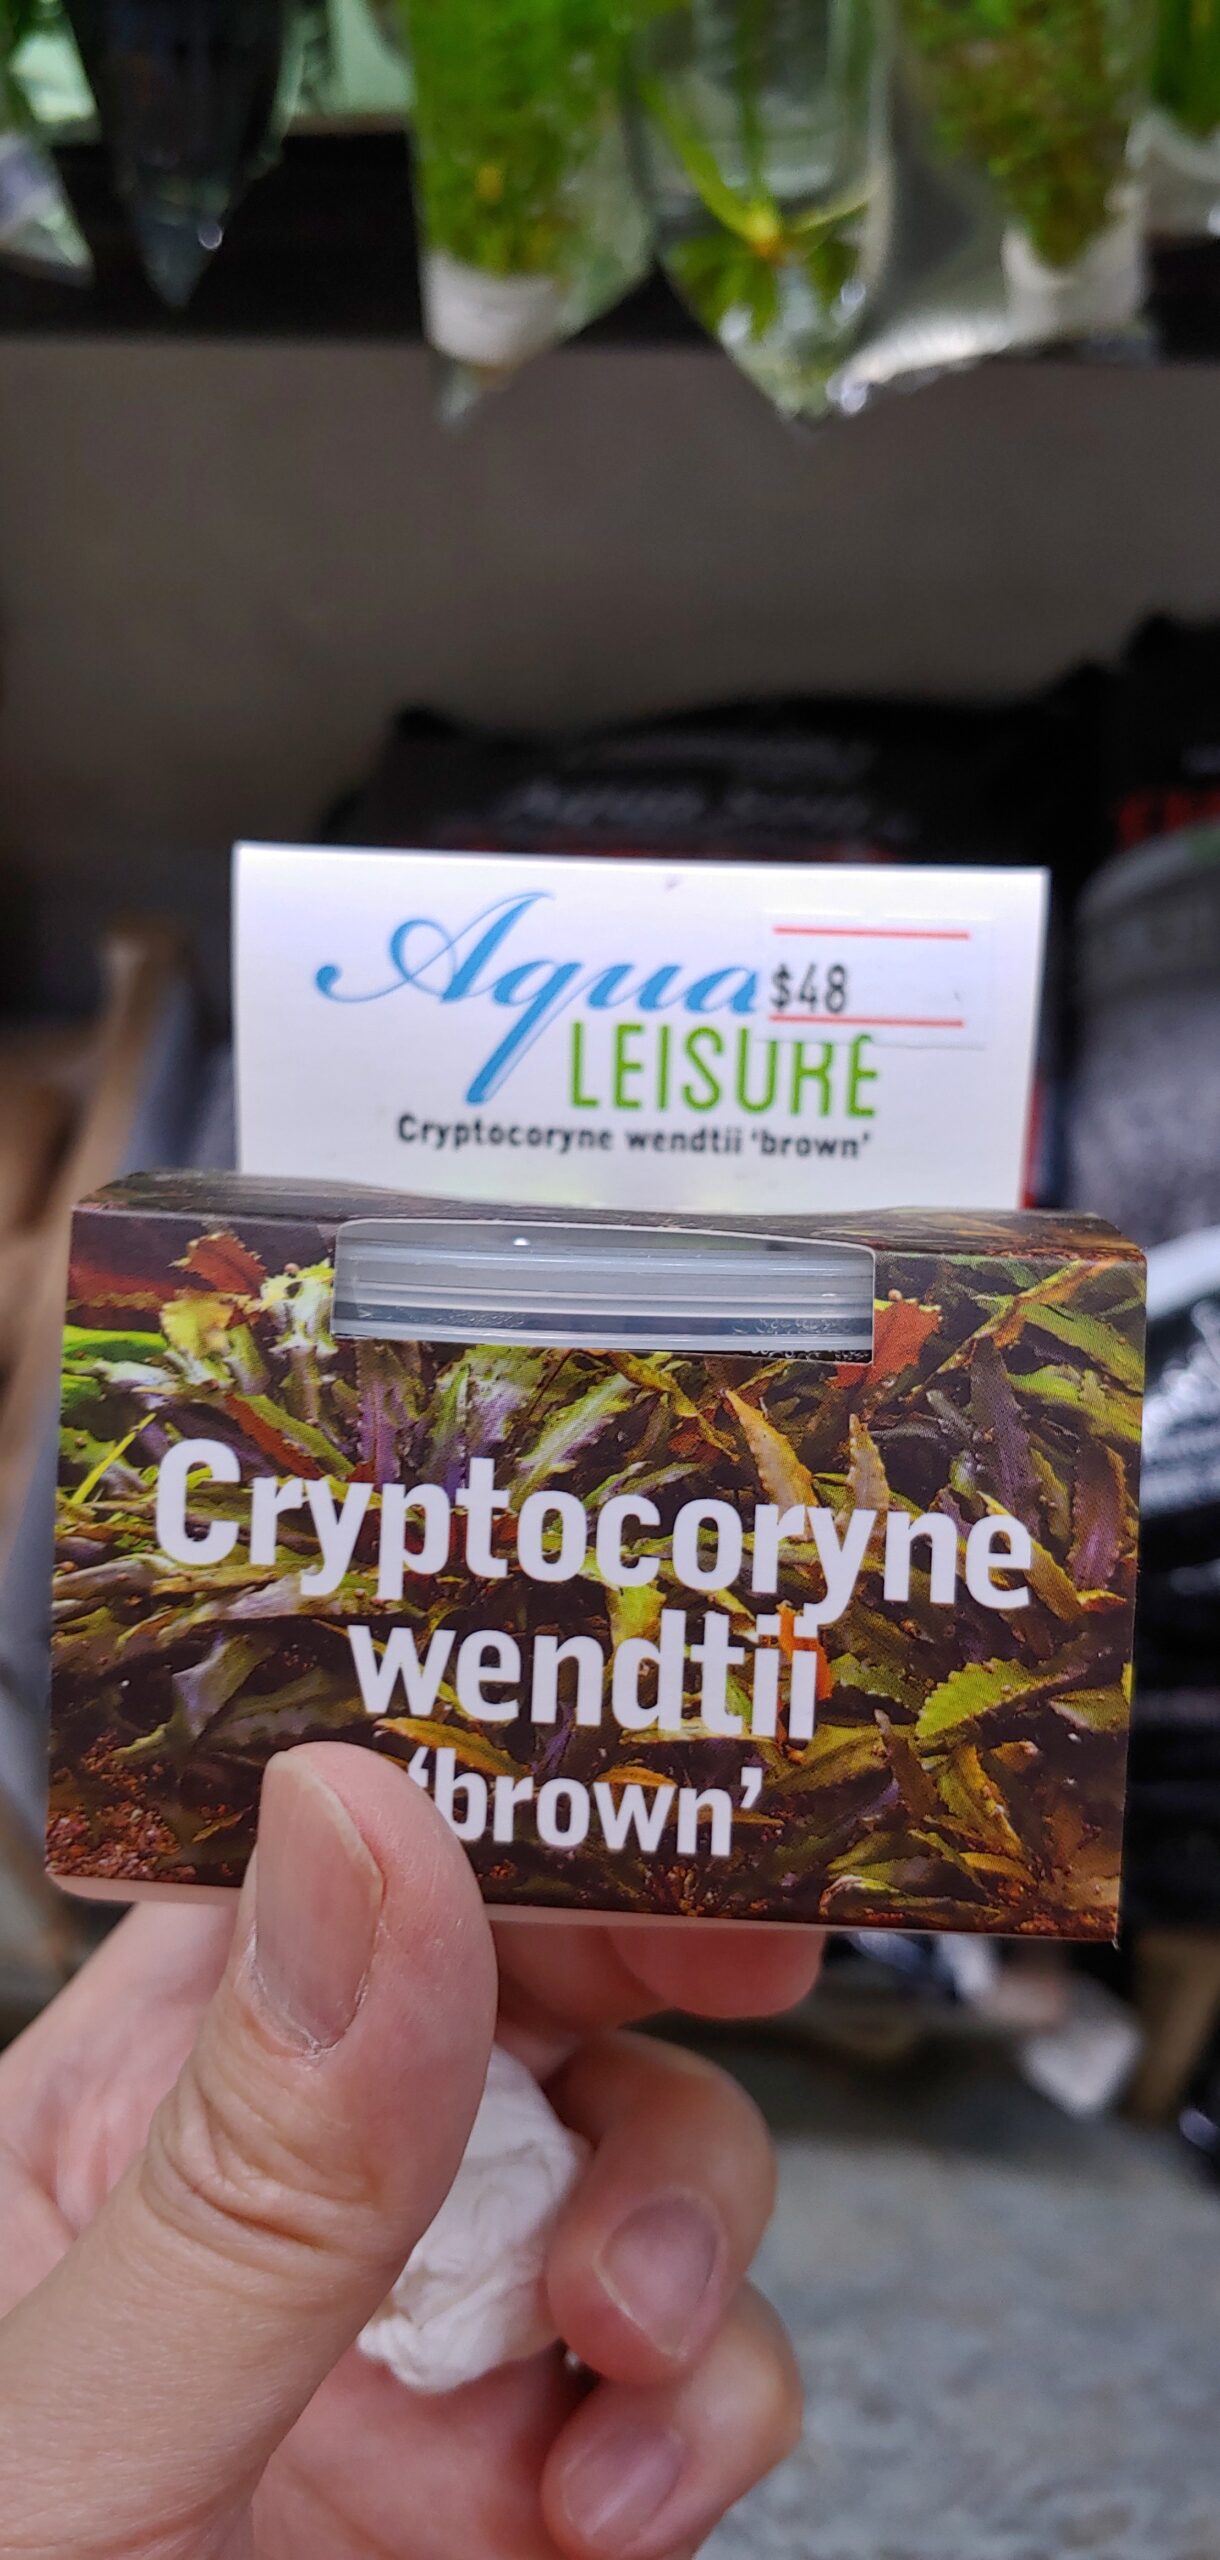 Aqua
$48
LEISURE
Cryptocoryne wendtii ‘brown’
Cryptocoryne
wendtii
‘brown’